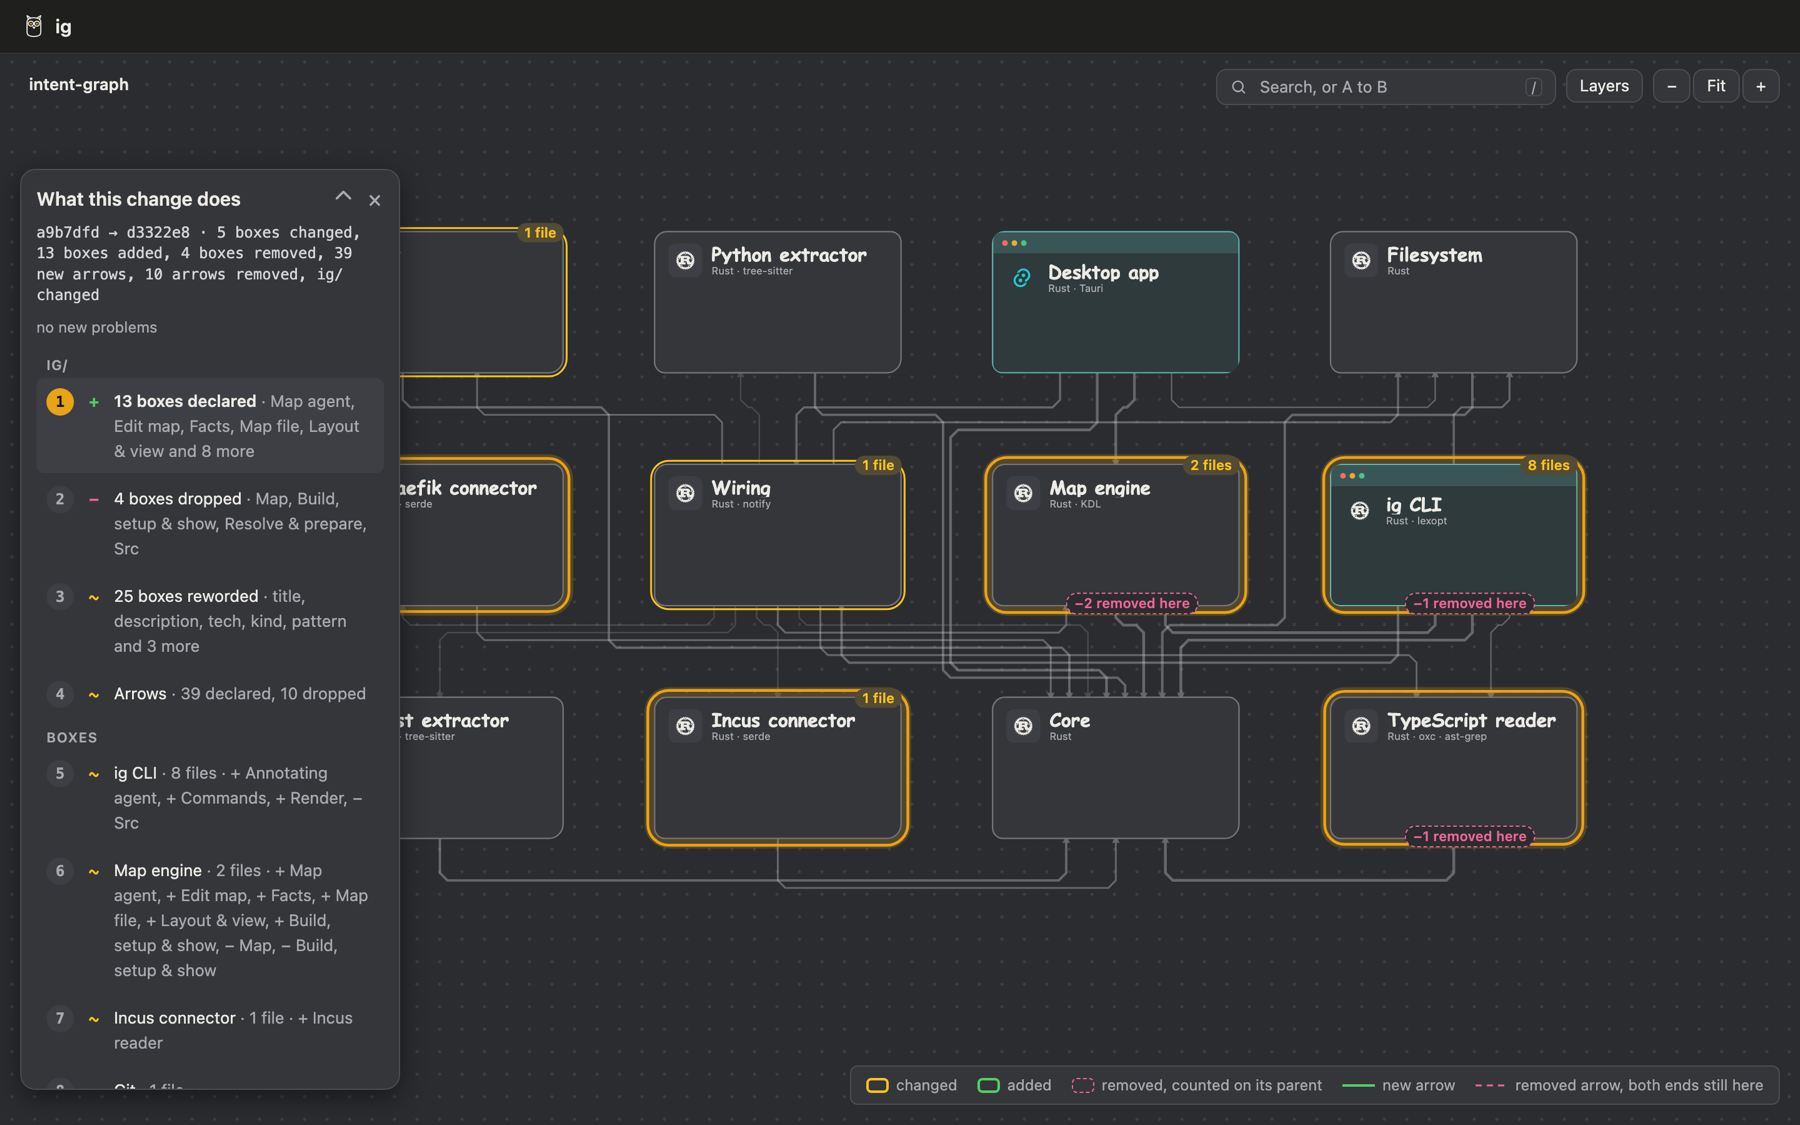 ig
intent-graph
Search, or A to B
/
Layers
−
Fit
+
What this change does
a9b7dfd → d3322e8 · 5 boxes changed,
13 boxes added, 4 boxes removed, 39
new arrows, 10 arrows removed, ig/
changed
no new problems
IG/
1 + 13 boxes declared · Map agent,
Edit map, Facts, Map file, Layout
& view and 8 more
2 − 4 boxes dropped · Map, Build,
setup & show, Resolve & prepare,
Src
3 ~ 25 boxes reworded · title,
description, tech, kind, pattern
and 3 more
4 ~ Arrows · 39 declared, 10 dropped
BOXES
5 ~ ig CLI · 8 files · + Annotating
agent, + Commands, + Render, −
Src
6 ~ Map engine · 2 files · + Map
agent, + Edit map, + Facts, + Map
file, + Layout & view, + Build,
setup & show, − Map, − Build,
setup & show
7 ~ Incus connector · 1 file · + Incus
reader
1 file
Python extractor
Rust · tree-sitter
Desktop app
Rust · Tauri
Filesystem
Rust
aefik connector
· serde
1 file
Wiring
Rust · notify
2 files
Map engine
Rust · KDL
−2 removed here
8 files
ig CLI
Rust · lexopt
−1 removed here
st extractor
· tree-sitter
1 file
Incus connector
Rust · serde
Core
Rust
TypeScript reader
Rust · oxc · ast-grep
−1 removed here
changed
added
removed, counted on its parent
new arrow
removed arrow, both ends still here